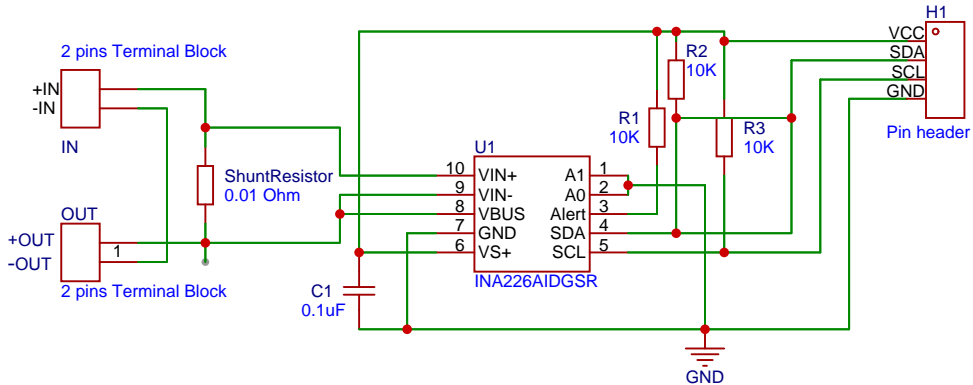 2 pins Terminal Block
+IN
-IN
IN
ShuntResistor
0.01 Ohm
OUT
+OUT
-OUT
1
2 pins Terminal Block
C1
0.1uF
U1
10 VIN+
9 VIN-
8 VBUS
7 GND
6 VS+
A1 1
A0 2
Alert 3
SDA 4
SCL 5
INA226AIDGSR
R1
10K
R2
10K
R3
10K
H1
VCC
SDA
SCL
GND
Pin header
GND